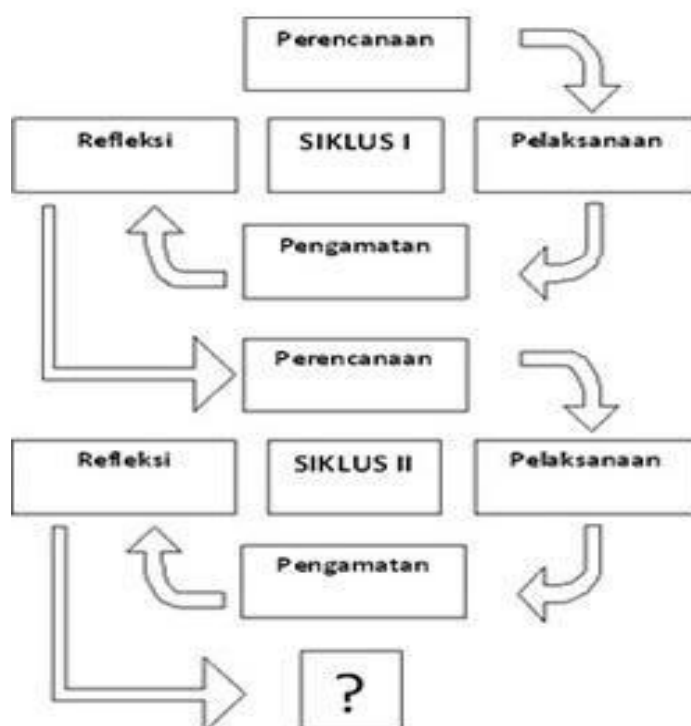 Perencanaan
Refleksi
SIKLUS I
Pelaksanaan
Pengamatan
Perencanaan
Refleksi
SIKLUS II
Pelaksanaan
Pengamatan
?